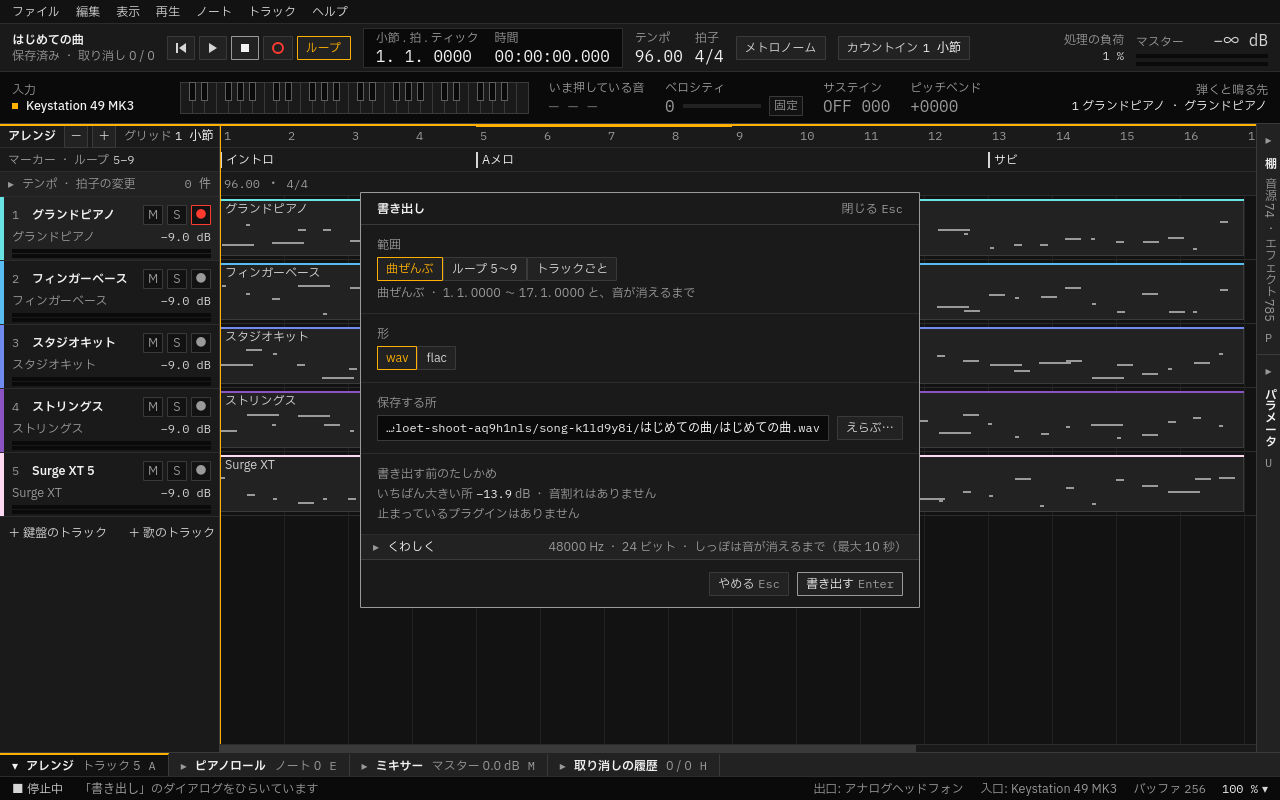 ファイル 編集 表示 再生 ノート トラック ヘルプ
はじめての曲
保存済み ・ 取り消し 0 / 0
ループ
小節 . 拍 . ティック 時間
1. 1. 0000 00:00:00.000
テンポ 拍子
96.00 4/4
メトロノーム
カウントイン 1 小節
処理の負荷 マスター −∞ dB
1 %
入力
Keystation 49 MK3
いま押している音 ベロシティ サステイン ピッチベンド
— — — 0 固定 OFF 000 +0000
弾くと鳴る先
1 グランドピアノ ・ グランドピアノ
アレンジ − + グリッド 1 小節
1 2 3 4 5 6 7 8 9 10 11 12 13 14 15 16 1
マーカー ・ ループ 5–9
イントロ Aメロ サビ
▸ テンポ ・ 拍子の変更 0 件
96.00 ・ 4/4
1 グランドピアノ M S
グランドピアノ −9.0 dB
グランドピアノ
2 フィンガーベース M S
フィンガーベース −9.0 dB
フィンガーベース
3 スタジオキット M S
スタジオキット −9.0 dB
スタジオキット
4 ストリングス M S
ストリングス −9.0 dB
ストリングス
5 Surge XT 5 M S
Surge XT −9.0 dB
Surge XT
+ 鍵盤のトラック + 歌のトラック
書き出し 閉じる Esc
範囲
曲ぜんぶ ループ 5〜9 トラックごと
曲ぜんぶ ・ 1. 1. 0000 〜 17. 1. 0000 と、音が消えるまで
形
wav flac
保存する所
…loet-shoot-aq9h1nls/song-k1ld9y8i/はじめての曲/はじめての曲.wav えらぶ…
書き出す前のたしかめ
いちばん大きい所 −13.9 dB ・ 音割れはありません
止まっているプラグインはありません
▸ くわしく 48000 Hz ・ 24 ビット ・ しっぽは音が消えるまで（最大 10 秒）
やめる Esc 書き出す Enter
▸ 棚 音源 74 ・ エフェクト 785 P
▸ パラメータ U
▾ アレンジ トラック 5 A
▸ ピアノロール ノート 0 E
▸ ミキサー マスター 0.0 dB M
▸ 取り消しの履歴 0 / 0 H
■ 停止中 「書き出し」のダイアログをひらいています
出口: アナログヘッドフォン 入口: Keystation 49 MK3 バッファ 256 100 % ▾